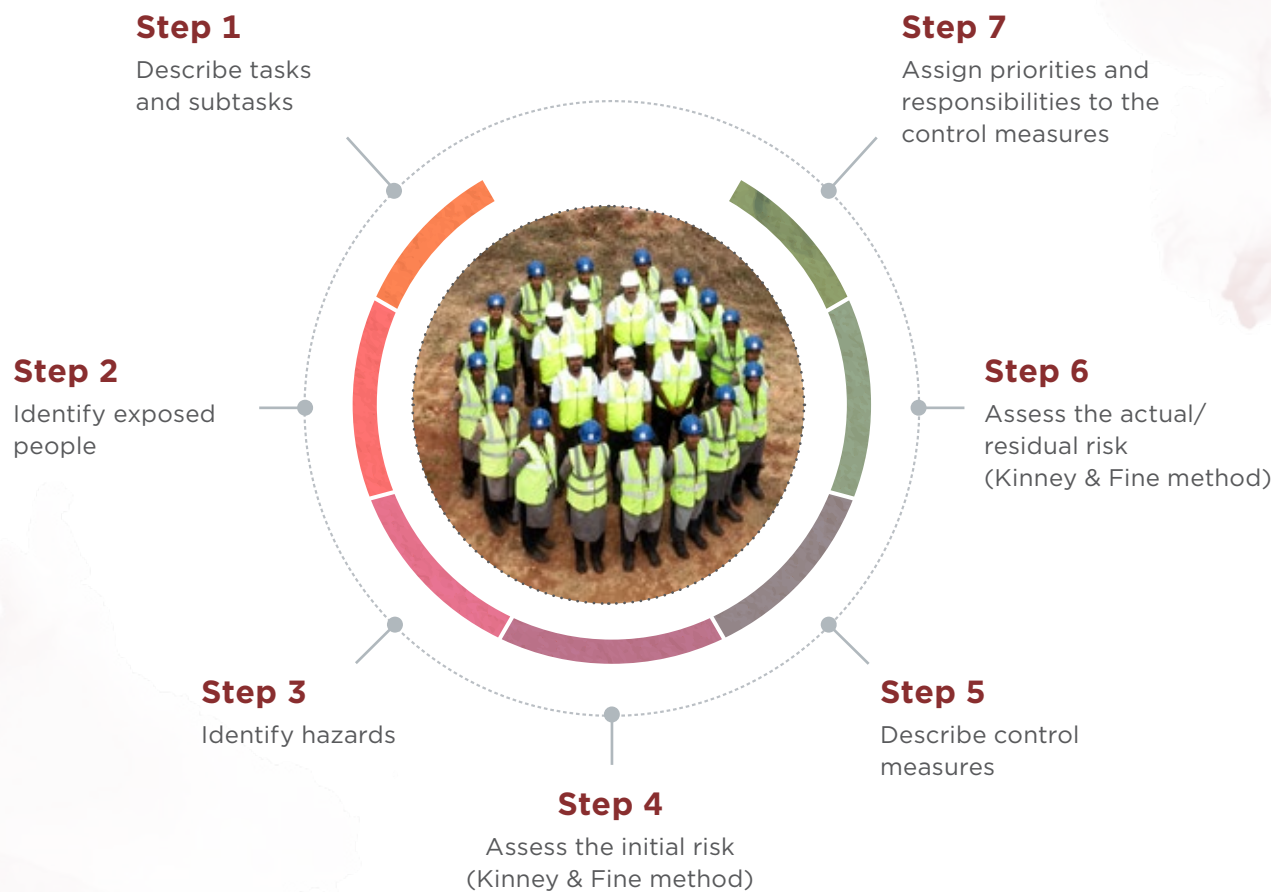 Step 1
Describe tasks
and subtasks
Step 2
Identify exposed
people
Step 3
Identify hazards
Step 4
Assess the initial risk
(Kinney & Fine method)
Step 5
Describe control
measures
Step 6
Assess the actual/
residual risk
(Kinney & Fine method)
Step 7
Assign priorities and
responsibilities to the
control measures